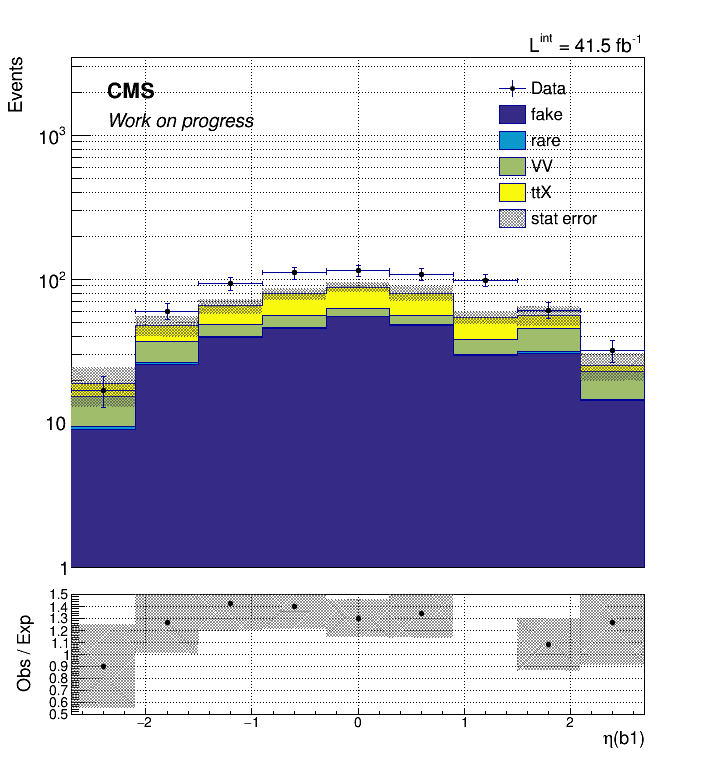 L^int = 41.5 fb^-1
Events
CMS
Work on progress
Data
fake
rare
VV
ttX
stat error
10^3
10^2
10
1
Obs / Exp
1.5
1.4
1.3
1.2
1.1
1
0.9
0.8
0.7
0.6
0.5
−2 −1 0 1 2
η(b1)